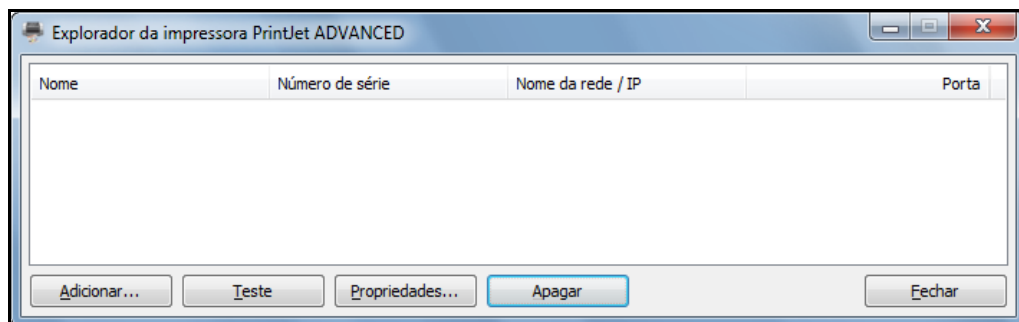 Explorador da impressora PrintJet ADVANCED
Nome Número de série Nome da rede / IP Porta
Adicionar... Teste Propriedades... Apagar Fechar